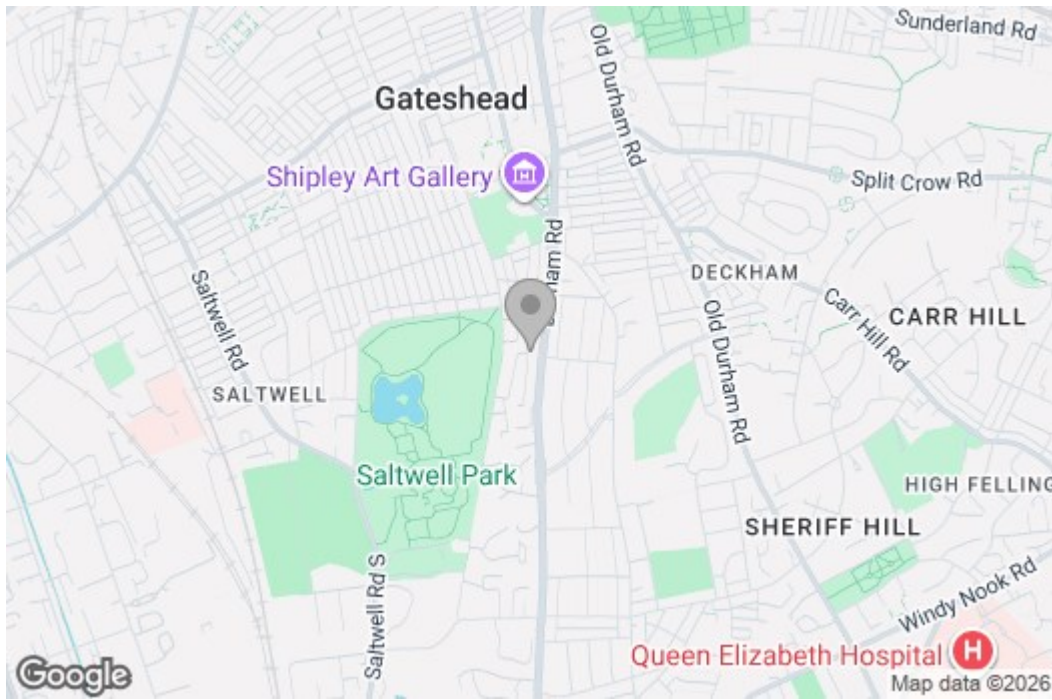 Sunderland Rd
Old Durham Rd
Gateshead
Shipley Art Gallery
Split Crow Rd
Durham Rd
DECKHAM
Saltwell Rd
Old Durham Rd
Carr Hill Rd
CARR HILL
SALTWELL
Saltwell Park
HIGH FELLING
SHERIFF HILL
Saltwell Rd S
Windy Nook Rd
Queen Elizabeth Hospital
H
Google
Map data ©2026